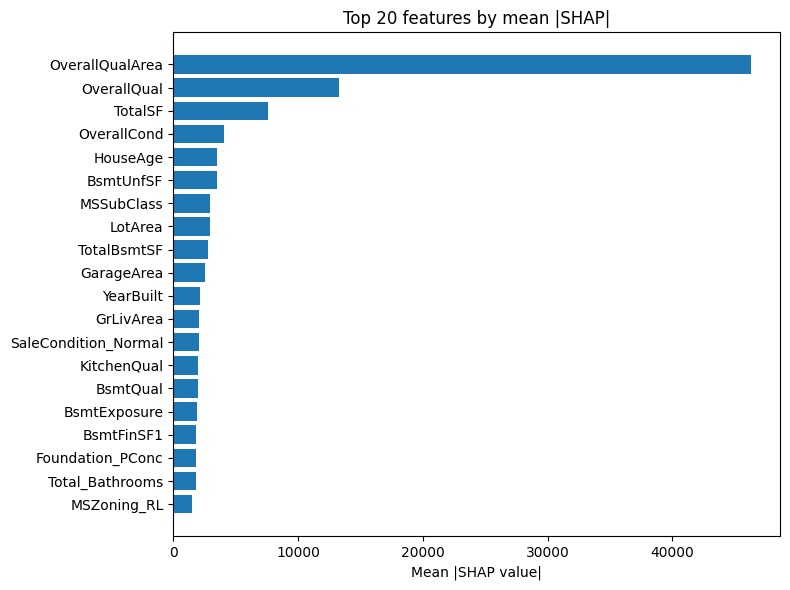 Top 20 features by mean |SHAP|
OverallQualArea
OverallQual
TotalSF
OverallCond
HouseAge
BsmtUnfSF
MSSubClass
LotArea
TotalBsmtSF
GarageArea
YearBuilt
GrLivArea
SaleCondition_Normal
KitchenQual
BsmtQual
BsmtExposure
BsmtFinSF1
Foundation_PConc
Total_Bathrooms
MSZoning_RL
0 10000 20000 30000 40000
Mean |SHAP value|